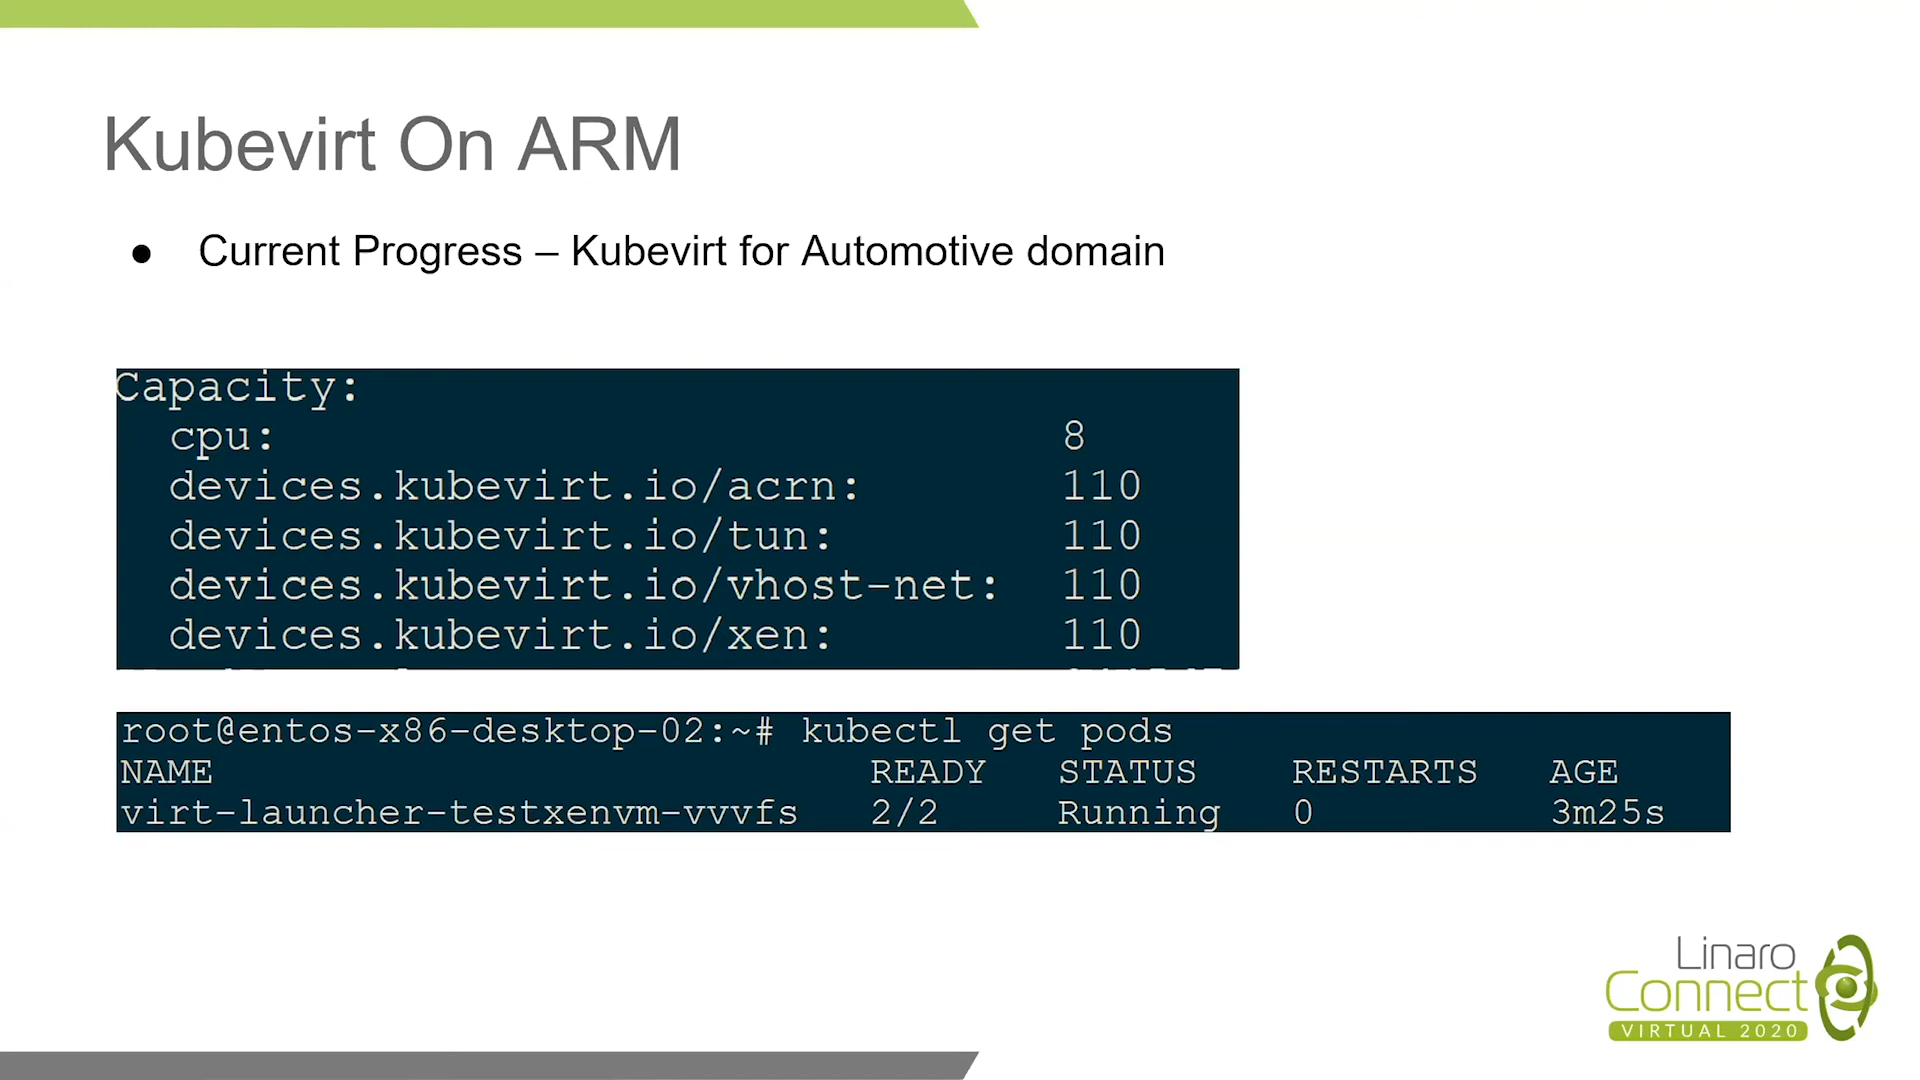 Kubevirt On ARM
● Current Progress – Kubevirt for Automotive domain
Capacity:
cpu: 8
devices.kubevirt.io/acrn: 110
devices.kubevirt.io/tun: 110
devices.kubevirt.io/vhost-net: 110
devices.kubevirt.io/xen: 110
root@entos-x86-desktop-02:~# kubectl get pods
NAME READY STATUS RESTARTS AGE
virt-launcher-testxenvm-vvvfs 2/2 Running 0 3m25s
Linaro
Connect
VIRTUAL 2020